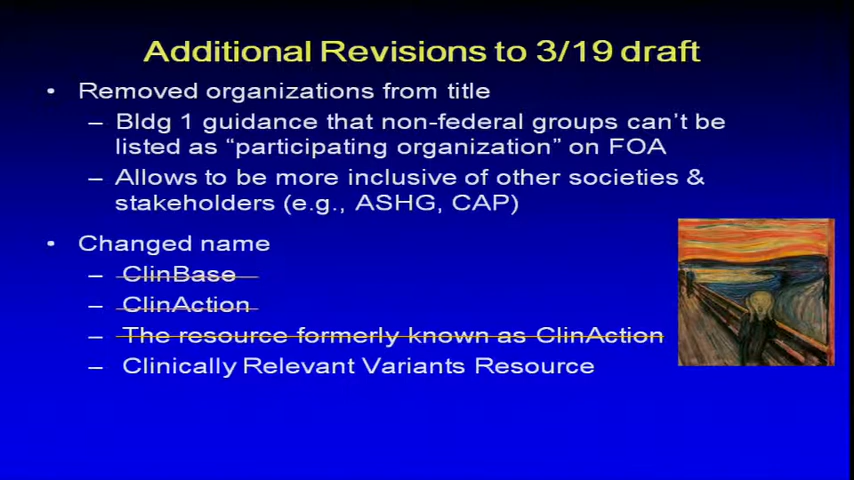 Additional Revisions to 3/19 draft
• Removed organizations from title
– Bldg 1 guidance that non-federal groups can't be
listed as “participating organization” on FOA
– Allows to be more inclusive of other societies &
stakeholders (e.g., ASHG, CAP)
• Changed name
– ClinBase
– ClinAction
– The resource formerly known as ClinAction
– Clinically Relevant Variants Resource